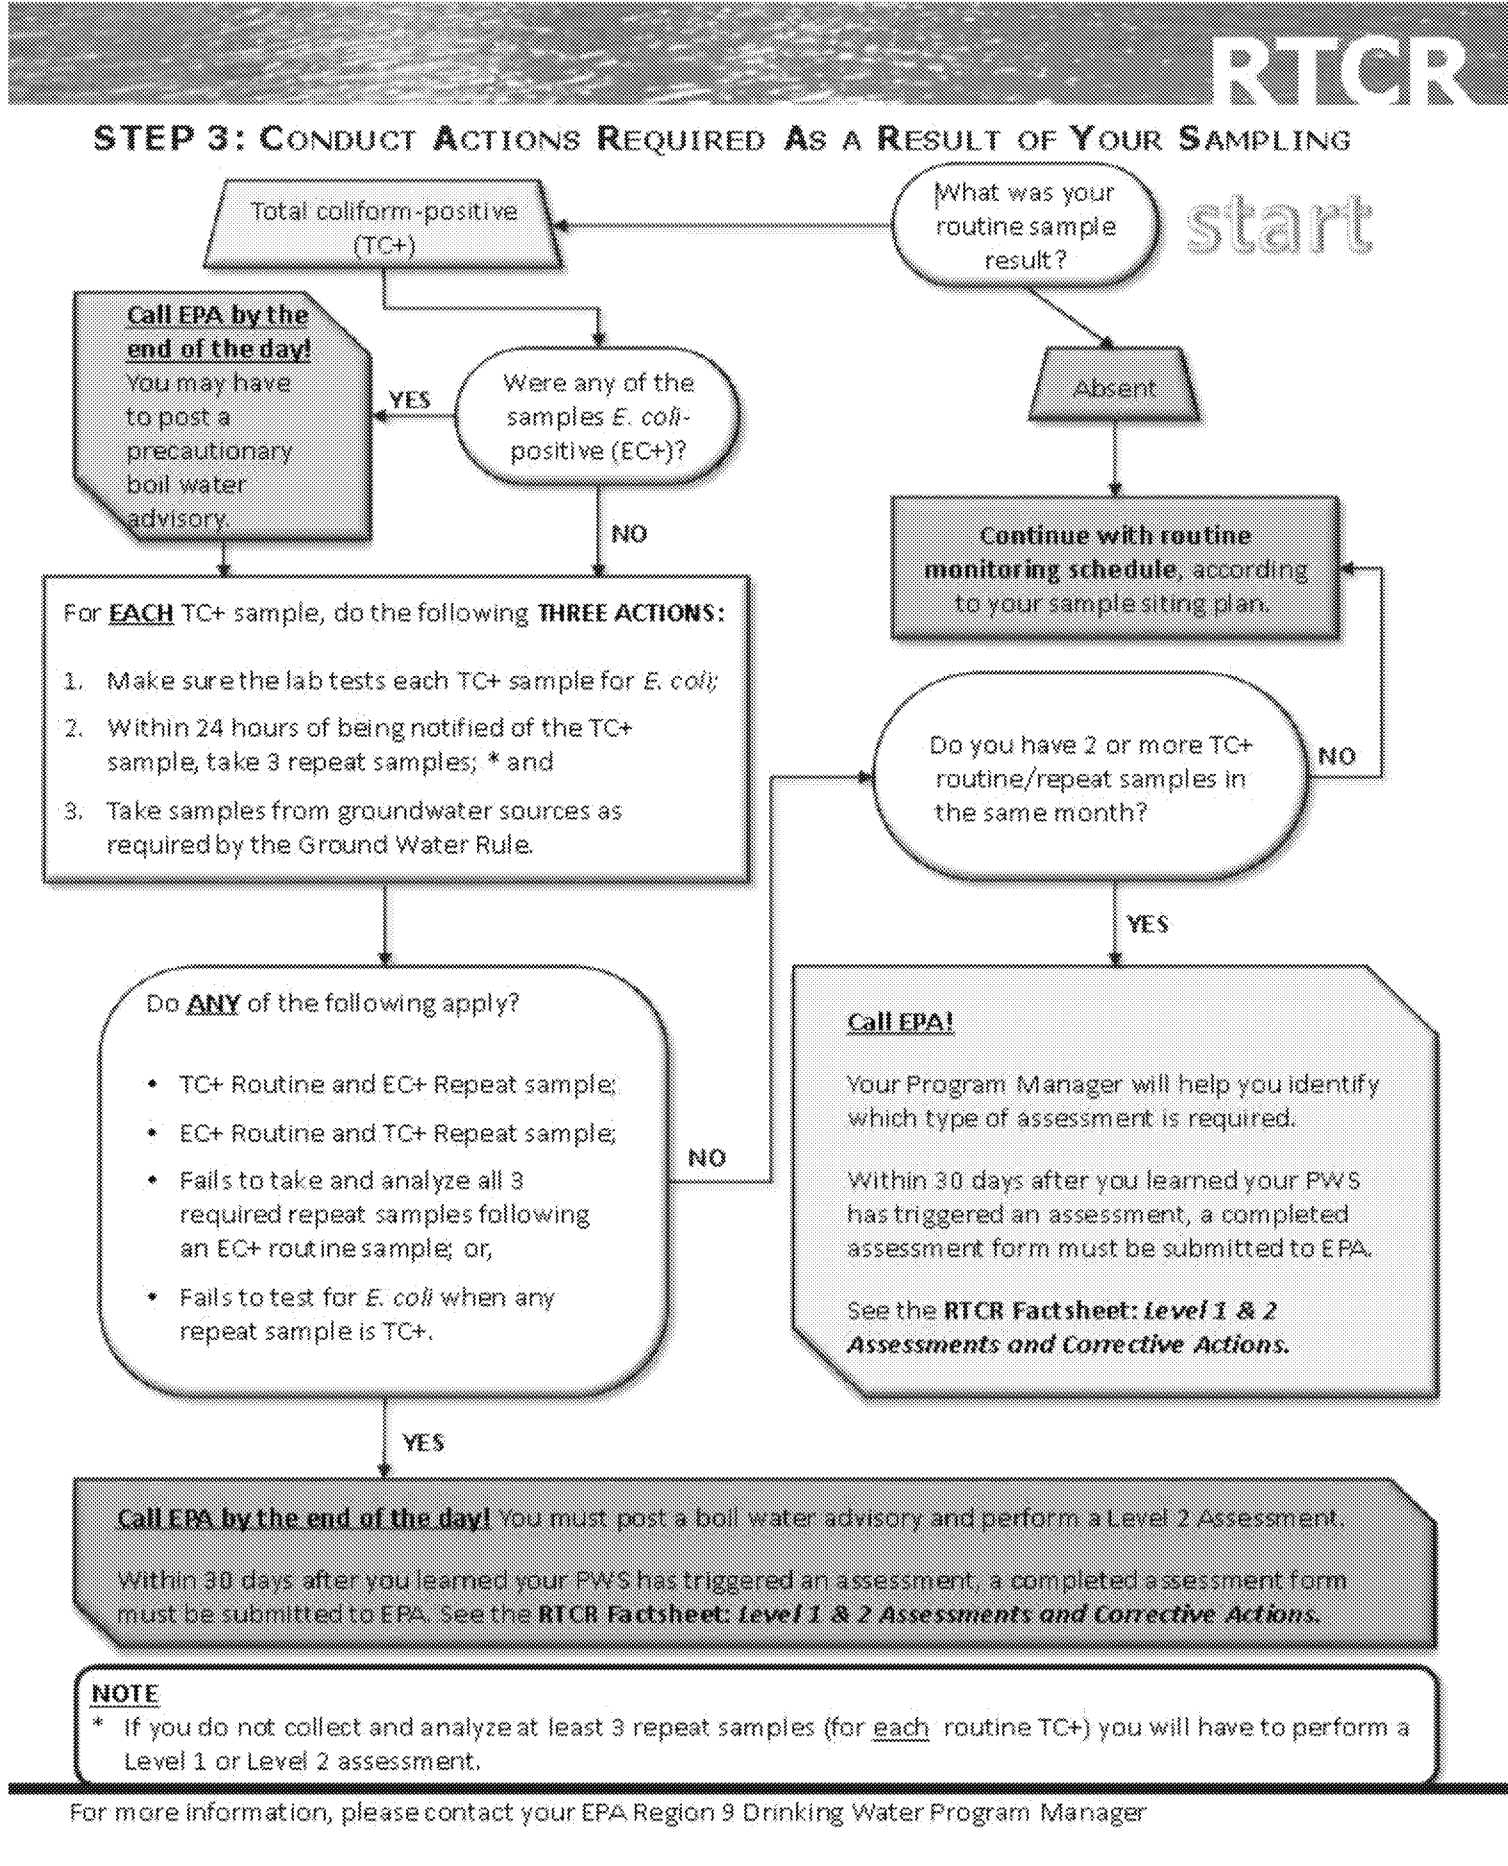 RTCR
STEP 3: CONDUCT ACTIONS REQUIRED AS A RESULT OF YOUR SAMPLING
What was your
routine sample
result?
start
Total coliform-positive
(TC+)
Call EPA by the
end of the day!
You may have
to post a
precautionary
boil water
advisory.
YES
Were any of the
samples E. coli-
positive (EC+)?
NO
Absent
Continue with routine
monitoring schedule, according
to your sample siting plan.
For EACH TC+ sample, do the following THREE ACTIONS:
1. Make sure the lab tests each TC+ sample for E. coli;
2. Within 24 hours of being notified of the TC+
sample, take 3 repeat samples; * and
3. Take samples from groundwater sources as
required by the Ground Water Rule.
Do you have 2 or more TC+
routine/repeat samples in
the same month?
NO
YES
Do ANY of the following apply?
• TC+ Routine and EC+ Repeat sample;
• EC+ Routine and TC+ Repeat sample;
• Fails to take and analyze all 3
required repeat samples following
an EC+ routine sample; or,
• Fails to test for E. coli when any
repeat sample is TC+.
NO
YES
Call EPA!
Your Program Manager will help you identify
which type of assessment is required.
Within 30 days after you learned your PWS
has triggered an assessment, a completed
assessment form must be submitted to EPA.
See the RTCR Factsheet: Level 1 & 2
Assessments and Corrective Actions.
Call EPA by the end of the day! You must post a boil water advisory and perform a Level 2 Assessment.
Within 30 days after you learned your PWS has triggered an assessment, a completed assessment form
must be submitted to EPA. See the RTCR Factsheet: Level 1 & 2 Assessments and Corrective Actions.
NOTE
* If you do not collect and analyze at least 3 repeat samples (for each routine TC+) you will have to perform a
Level 1 or Level 2 assessment.
For more information, please contact your EPA Region 9 Drinking Water Program Manager